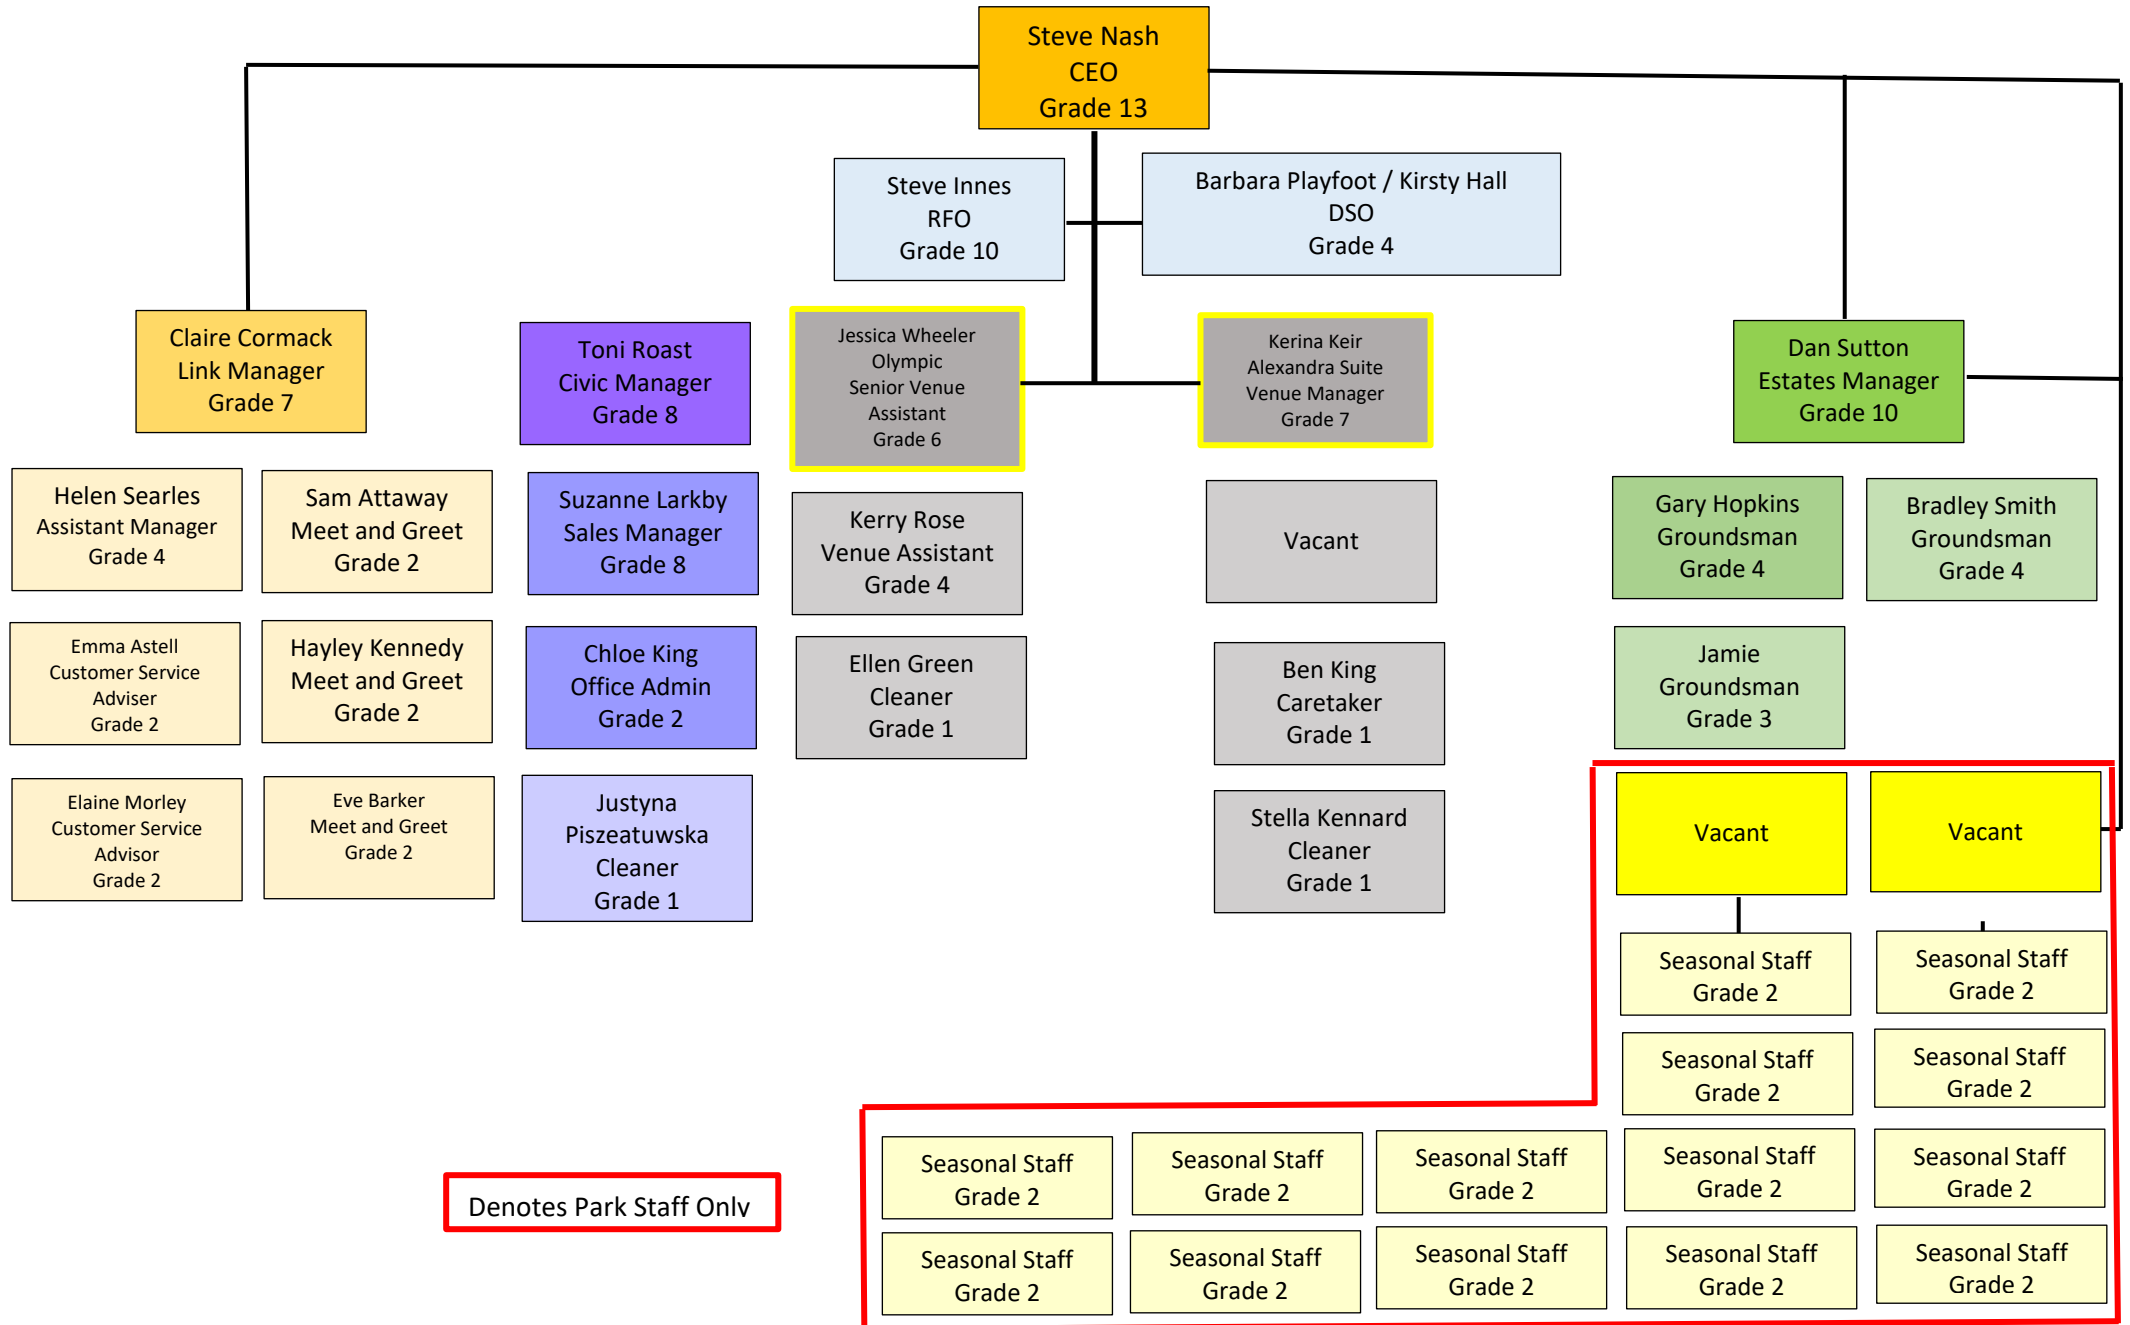 Steve Nash
CEO
Grade 13
Steve Innes
RFO
Grade 10
Barbara Playfoot / Kirsty Hall
DSO
Grade 4
Claire Cormack
Link Manager
Grade 7
Toni Roast
Civic Manager
Grade 8
Jessica Wheeler
Olympic
Senior Venue
Assistant
Grade 6
Kerina Keir
Alexandra Suite
Venue Manager
Grade 7
Dan Sutton
Estates Manager
Grade 10
Helen Searles
Assistant Manager
Grade 4
Sam Attaway
Meet and Greet
Grade 2
Suzanne Larkby
Sales Manager
Grade 8
Kerry Rose
Venue Assistant
Grade 4
Vacant
Gary Hopkins
Groundsman
Grade 4
Bradley Smith
Groundsman
Grade 4
Emma Astell
Customer Service
Adviser
Grade 2
Hayley Kennedy
Meet and Greet
Grade 2
Chloe King
Office Admin
Grade 2
Ellen Green
Cleaner
Grade 1
Ben King
Caretaker
Grade 1
Jamie
Groundsman
Grade 3
Elaine Morley
Customer Service
Advisor
Grade 2
Eve Barker
Meet and Greet
Grade 2
Justyna
Piszeatuwska
Cleaner
Grade 1
Stella Kennard
Cleaner
Grade 1
Vacant
Vacant
Seasonal Staff
Grade 2
Seasonal Staff
Grade 2
Seasonal Staff
Grade 2
Seasonal Staff
Grade 2
Seasonal Staff
Grade 2
Seasonal Staff
Grade 2
Seasonal Staff
Grade 2
Seasonal Staff
Grade 2
Seasonal Staff
Grade 2
Denotes Park Staff Only
Seasonal Staff
Grade 2
Seasonal Staff
Grade 2
Seasonal Staff
Grade 2
Seasonal Staff
Grade 2
Seasonal Staff
Grade 2